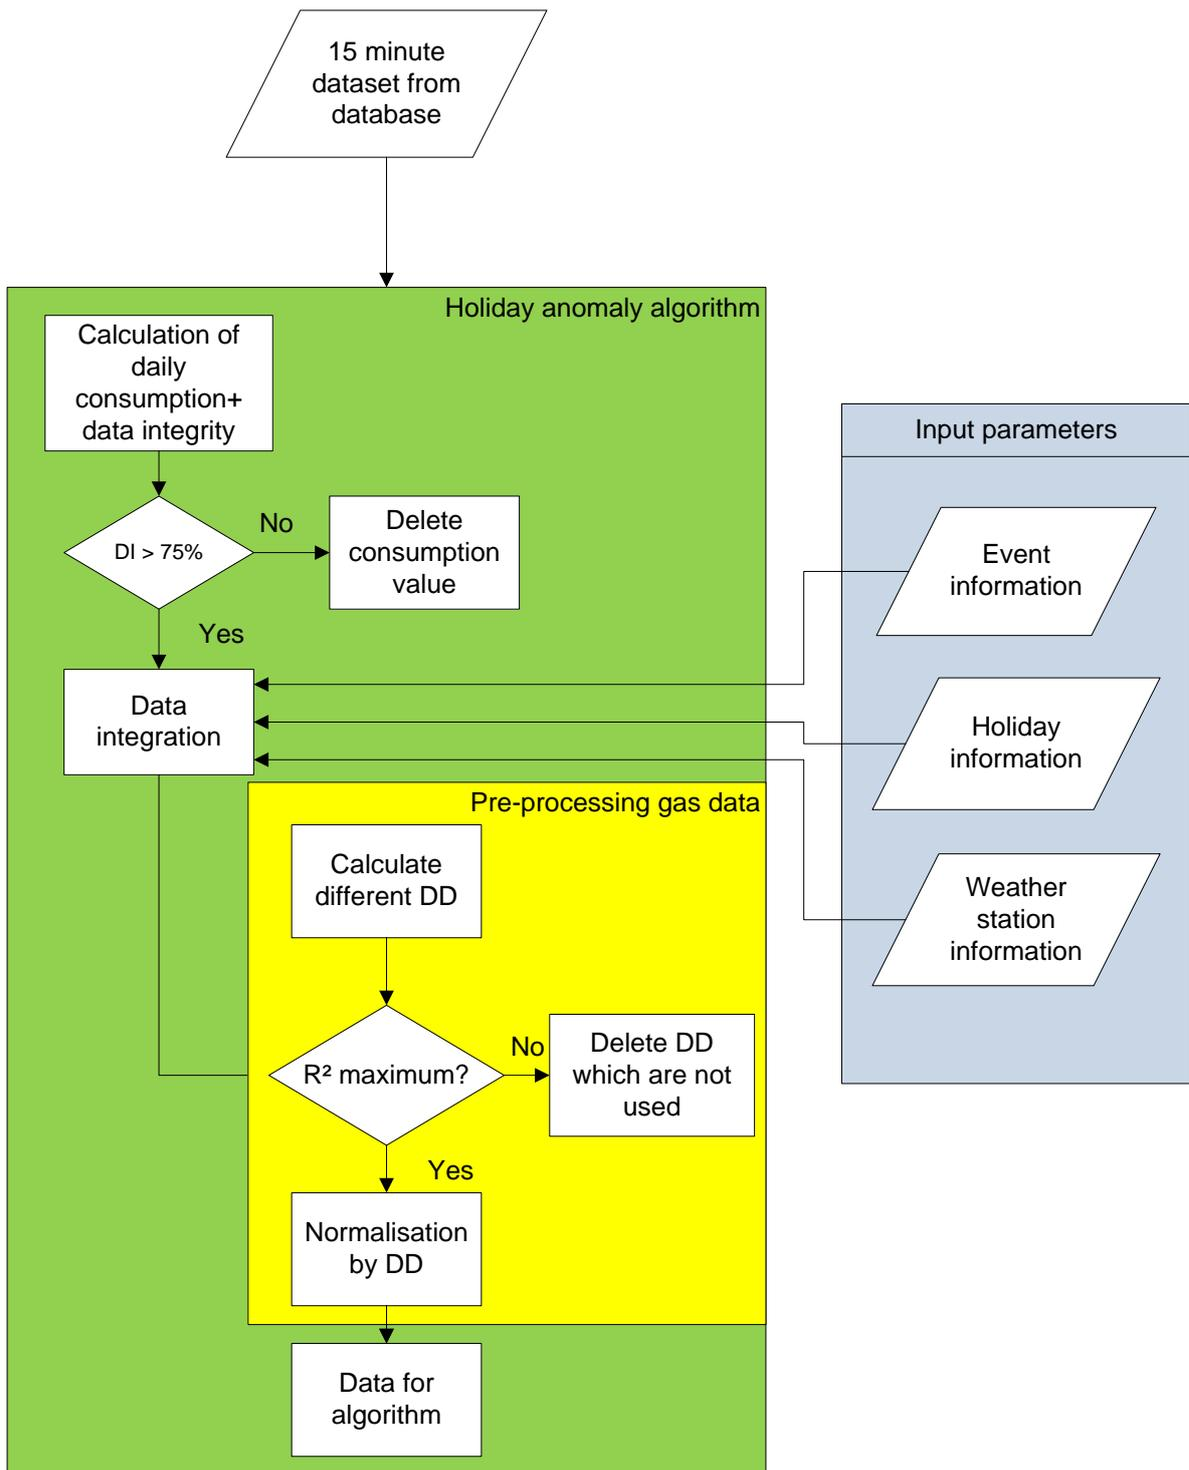 15 minute
dataset from
database
Holiday anomaly algorithm
Calculation of
daily
consumption+
data integrity
DI > 75%
No
Delete
consumption
value
Yes
Data
integration
Input parameters
Event
information
Holiday
information
Weather
station
information
Pre-processing gas data
Calculate
different DD
R² maximum?
No
Delete DD
which are not
used
Yes
Normalisation
by DD
Data for
algorithm